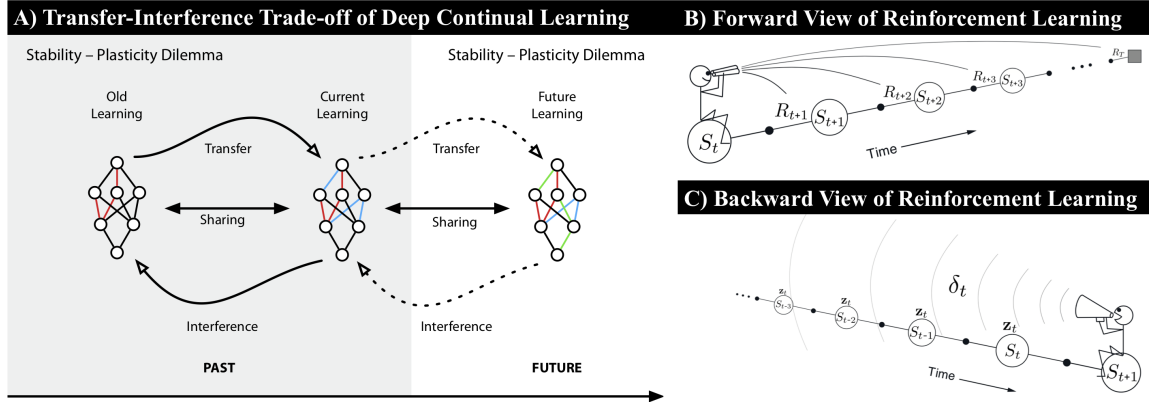 A) Transfer-Interference Trade-off of Deep Continual Learning
Stability – Plasticity Dilemma
Stability – Plasticity Dilemma
Old
Learning
Current
Learning
Future
Learning
Transfer
Transfer
Sharing
Sharing
Interference
Interference
PAST
FUTURE
B) Forward View of Reinforcement Learning
S_t
R_{t+1}
S_{t+1}
R_{t+2}
S_{t+2}
R_{t+3}
S_{t+3}
R_T
Time
C) Backward View of Reinforcement Learning
z_t
S_{t-3}
z_t
S_{t-2}
z_t
S_{t-1}
z_t
S_t
δ_t
S_{t+1}
Time